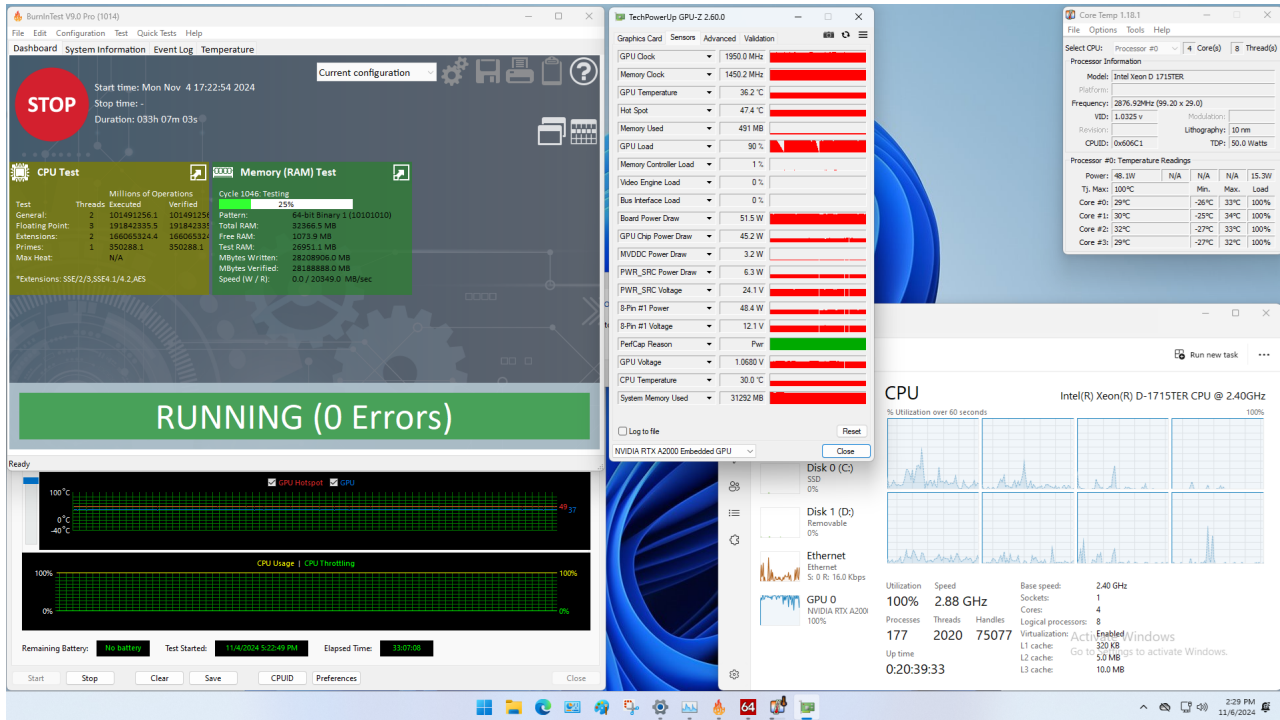 BurnInTest V9.0 Pro (1014)
File Edit Configuration Test Quick Tests Help
Dashboard System Information Event Log Temperature
Current configuration
STOP
Start time: Mon Nov 4 17:22:54 2024
Stop time: -
Duration: 033h 07m 03s
CPU Test
Millions of Operations
Test Threads Executed Verified
General: 2 101491256.1 101491256
Floating Point: 3 191842335.5 191842335
Extensions: 2 166065324.4 16606532
Primes: 1 350288.1 350288.1
Max Heat: N/A
*Extensions: SSE/2/3,SSE4.1/4.2,AES
Memory (RAM) Test
Cycle 1046: Testing
25%
Pattern: 64-bit Binary 1 (10101010)
Total RAM: 32366.5 MB
Free RAM: 1073.9 MB
Test RAM: 26951.1 MB
MBytes Written: 28208906.0 MB
MBytes Verified: 28188888.0 MB
Speed (W / R): 0.0 / 20349.0 MB/sec
RUNNING (0 Errors)
Ready
GPU Hotspot GPU
100°C
0°C
-40°C
49 37
CPU Usage | CPU Throttling
100% 100%
0% 0%
Remaining Battery: No battery Test Started: 11/4/2024 5:22:49 PM Elapsed Time: 33:07:08
Start Stop Clear Save CPUID Preferences Close
TechPowerUp GPU-Z 2.60.0
Graphics Card Sensors Advanced Validation
GPU Clock 1950.0 MHz
Memory Clock 1450.2 MHz
GPU Temperature 36.2 °C
Hot Spot 47.4 °C
Memory Used 491 MB
GPU Load 90 %
Memory Controller Load 1 %
Video Engine Load 0 %
Bus Interface Load 0 %
Board Power Draw 51.5 W
GPU Chip Power Draw 45.2 W
MVDDC Power Draw 3.2 W
PWR_SRC Power Draw 6.3 W
PWR_SRC Voltage 24.1 V
8-Pin #1 Power 48.4 W
8-Pin #1 Voltage 12.1 V
PerfCap Reason Pwr
GPU Voltage 1.0680 V
CPU Temperature 30.0 °C
System Memory Used 31292 MB
Log to file Reset
NVIDIA RTX A2000 Embedded GPU Close
Core Temp 1.18.1
File Options Tools Help
Select CPU: Processor #0 4 Core(s) 8 Thread(s)
Processor Information
Model: Intel Xeon D 1715TER
Platform:
Frequency: 2876.92MHz (99.20 x 29.0)
VID: 1.0325 v Modulation:
Revision: Lithography: 10 nm
CPUID: 0x606C1 TDP: 50.0 Watts
Processor #0: Temperature Readings
Power: 48.1W N/A N/A N/A 15.3W
Tj. Max: 100°C Min. Max. Load
Core #0: 29°C -26°C 33°C 100%
Core #1: 30°C -25°C 34°C 100%
Core #2: 32°C -27°C 33°C 100%
Core #3: 29°C -27°C 32°C 100%
Run new task
Disk 0 (C:)
SSD
0%
Disk 1 (D:)
Removable
0%
Ethernet
Ethernet
S: 0 R: 16.0 Kbps
GPU 0
NVIDIA RTX A200
100%
CPU Intel(R) Xeon(R) D-1715TER CPU @ 2.40GHz
% Utilization over 60 seconds 100%
Utilization Speed
100% 2.88 GHz
Processes Threads Handles
177 2020 75077
Up time
0:20:39:33
Base speed: 2.40 GHz
Sockets: 1
Cores: 4
Logical processors: 8
Virtualization: Enabled
L1 cache: 320 KB
L2 cache: 5.0 MB
L3 cache: 10.0 MB
Activate Windows
Go to Settings to activate Windows.
64
2:29 PM
11/6/2024